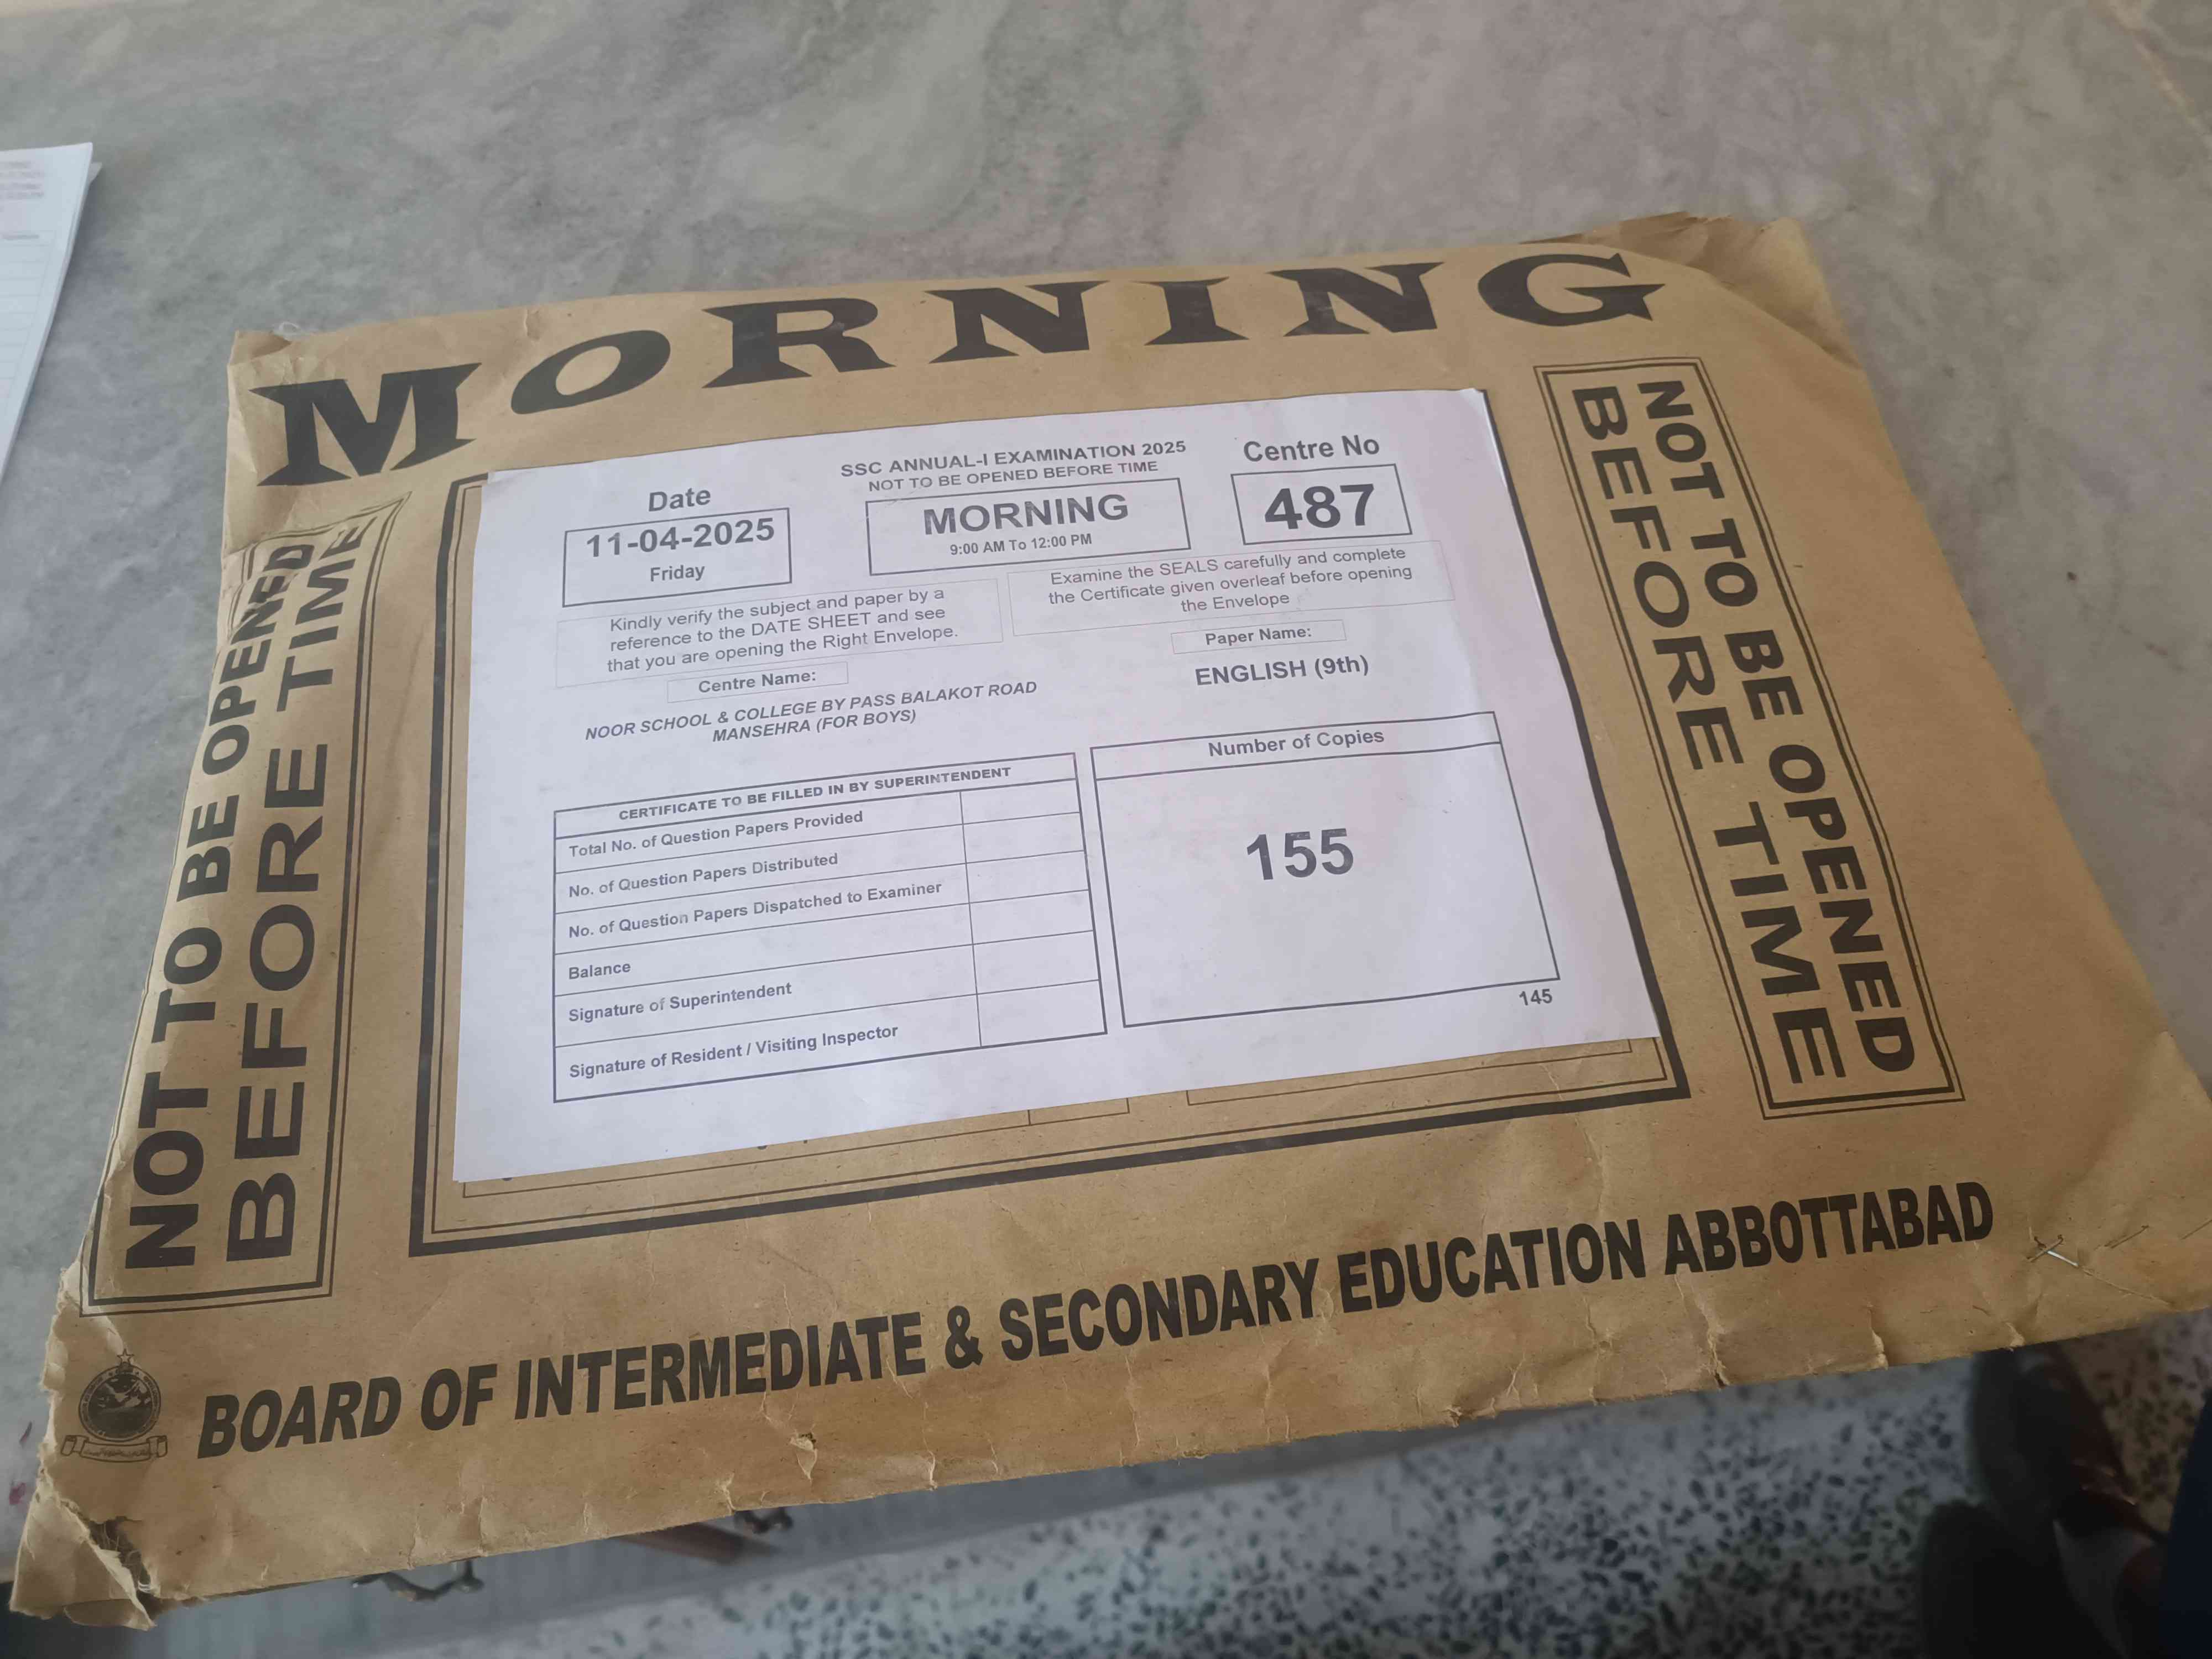 MORNING
NOT TO BE OPENED
BEFORE TIME
SSC ANNUAL-I EXAMINATION 2025
NOT TO BE OPENED BEFORE TIME
Date
11-04-2025
Friday
MORNING
9:00 AM To 12:00 PM
Centre No
487
Kindly verify the subject and paper by a
reference to the DATE SHEET and see
that you are opening the Right Envelope.
Examine the SEALS carefully and complete
the Certificate given overleaf before opening
the Envelope
Centre Name:
NOOR SCHOOL & COLLEGE BY PASS BALAKOT ROAD
MANSEHRA (FOR BOYS)
Paper Name:
ENGLISH (9th)
CERTIFICATE TO BE FILLED IN BY SUPERINTENDENT
Total No. of Question Papers Provided
No. of Question Papers Distributed
No. of Question Papers Dispatched to Examiner
Balance
Signature of Superintendent
Signature of Resident / Visiting Inspector
Number of Copies
155
145
NOT TO BE OPENED
BEFORE TIME
BOARD OF INTERMEDIATE & SECONDARY EDUCATION ABBOTTABAD